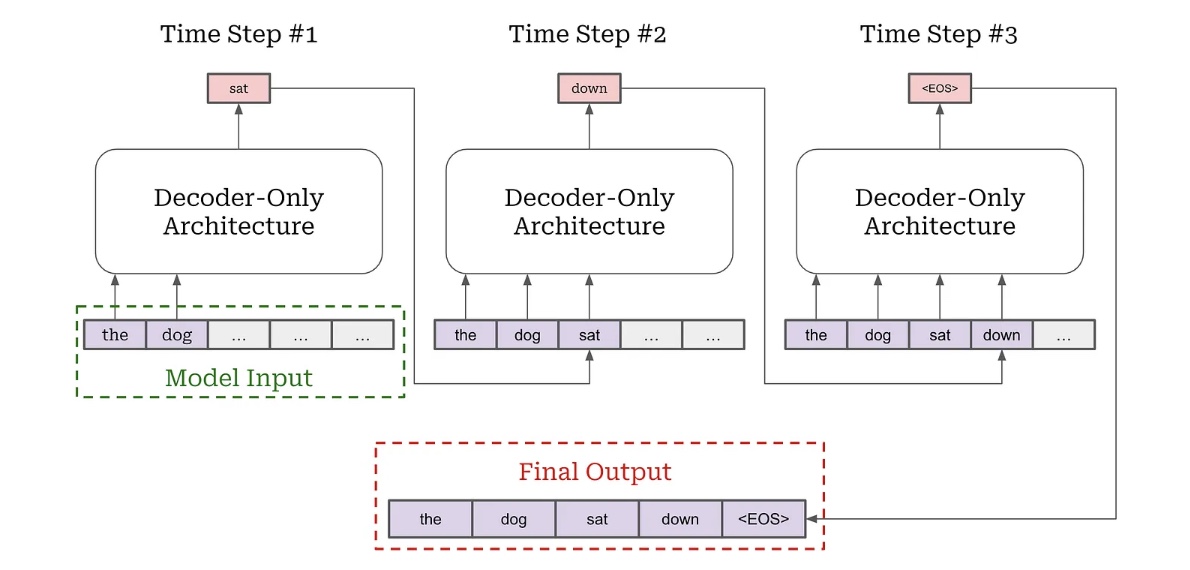 Time Step #1
Time Step #2
Time Step #3
sat
down
<EOS>
Decoder-Only
Architecture
Decoder-Only
Architecture
Decoder-Only
Architecture
the dog ... ... ...
the dog sat ... ...
the dog sat down ...
Model Input
Final Output
the dog sat down <EOS>